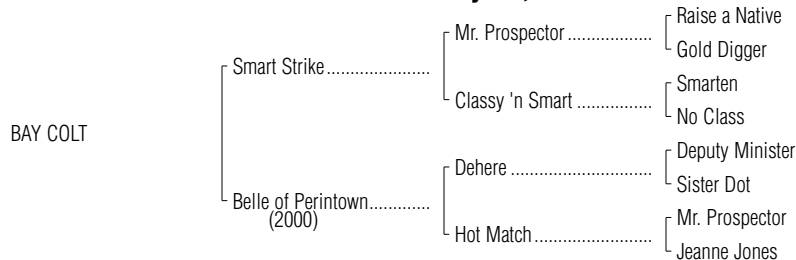 Raise a Native
Mr. Prospector
Gold Digger
Smart Strike
Smarten
Classy 'n Smart
No Class
BAY COLT
Deputy Minister
Dehere
Sister Dot
Belle of Perintown
(2000)
Mr. Prospector
Hot Match
Jeanne Jones